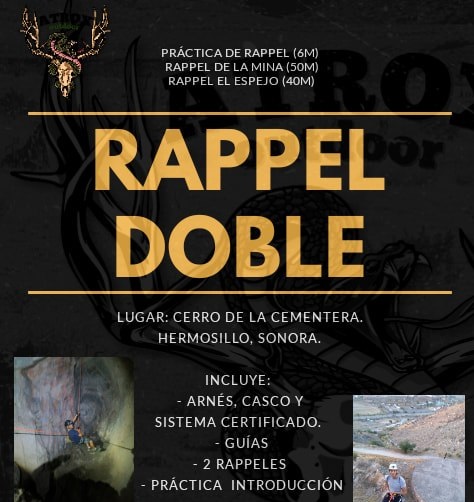 ATROX
PRÁCTICA DE RAPPEL (6M)
RAPPEL DE LA MINA (50M)
RAPPEL EL ESPEJO (40M)
RAPPEL
DOBLE
LUGAR: CERRO DE LA CEMENTERA.
HERMOSILLO, SONORA.
INCLUYE:
- ARNÉS, CASCO Y
SISTEMA CERTIFICADO.
- GUÍAS
- 2 RAPPELES
- PRÁCTICA INTRODUCCIÓN